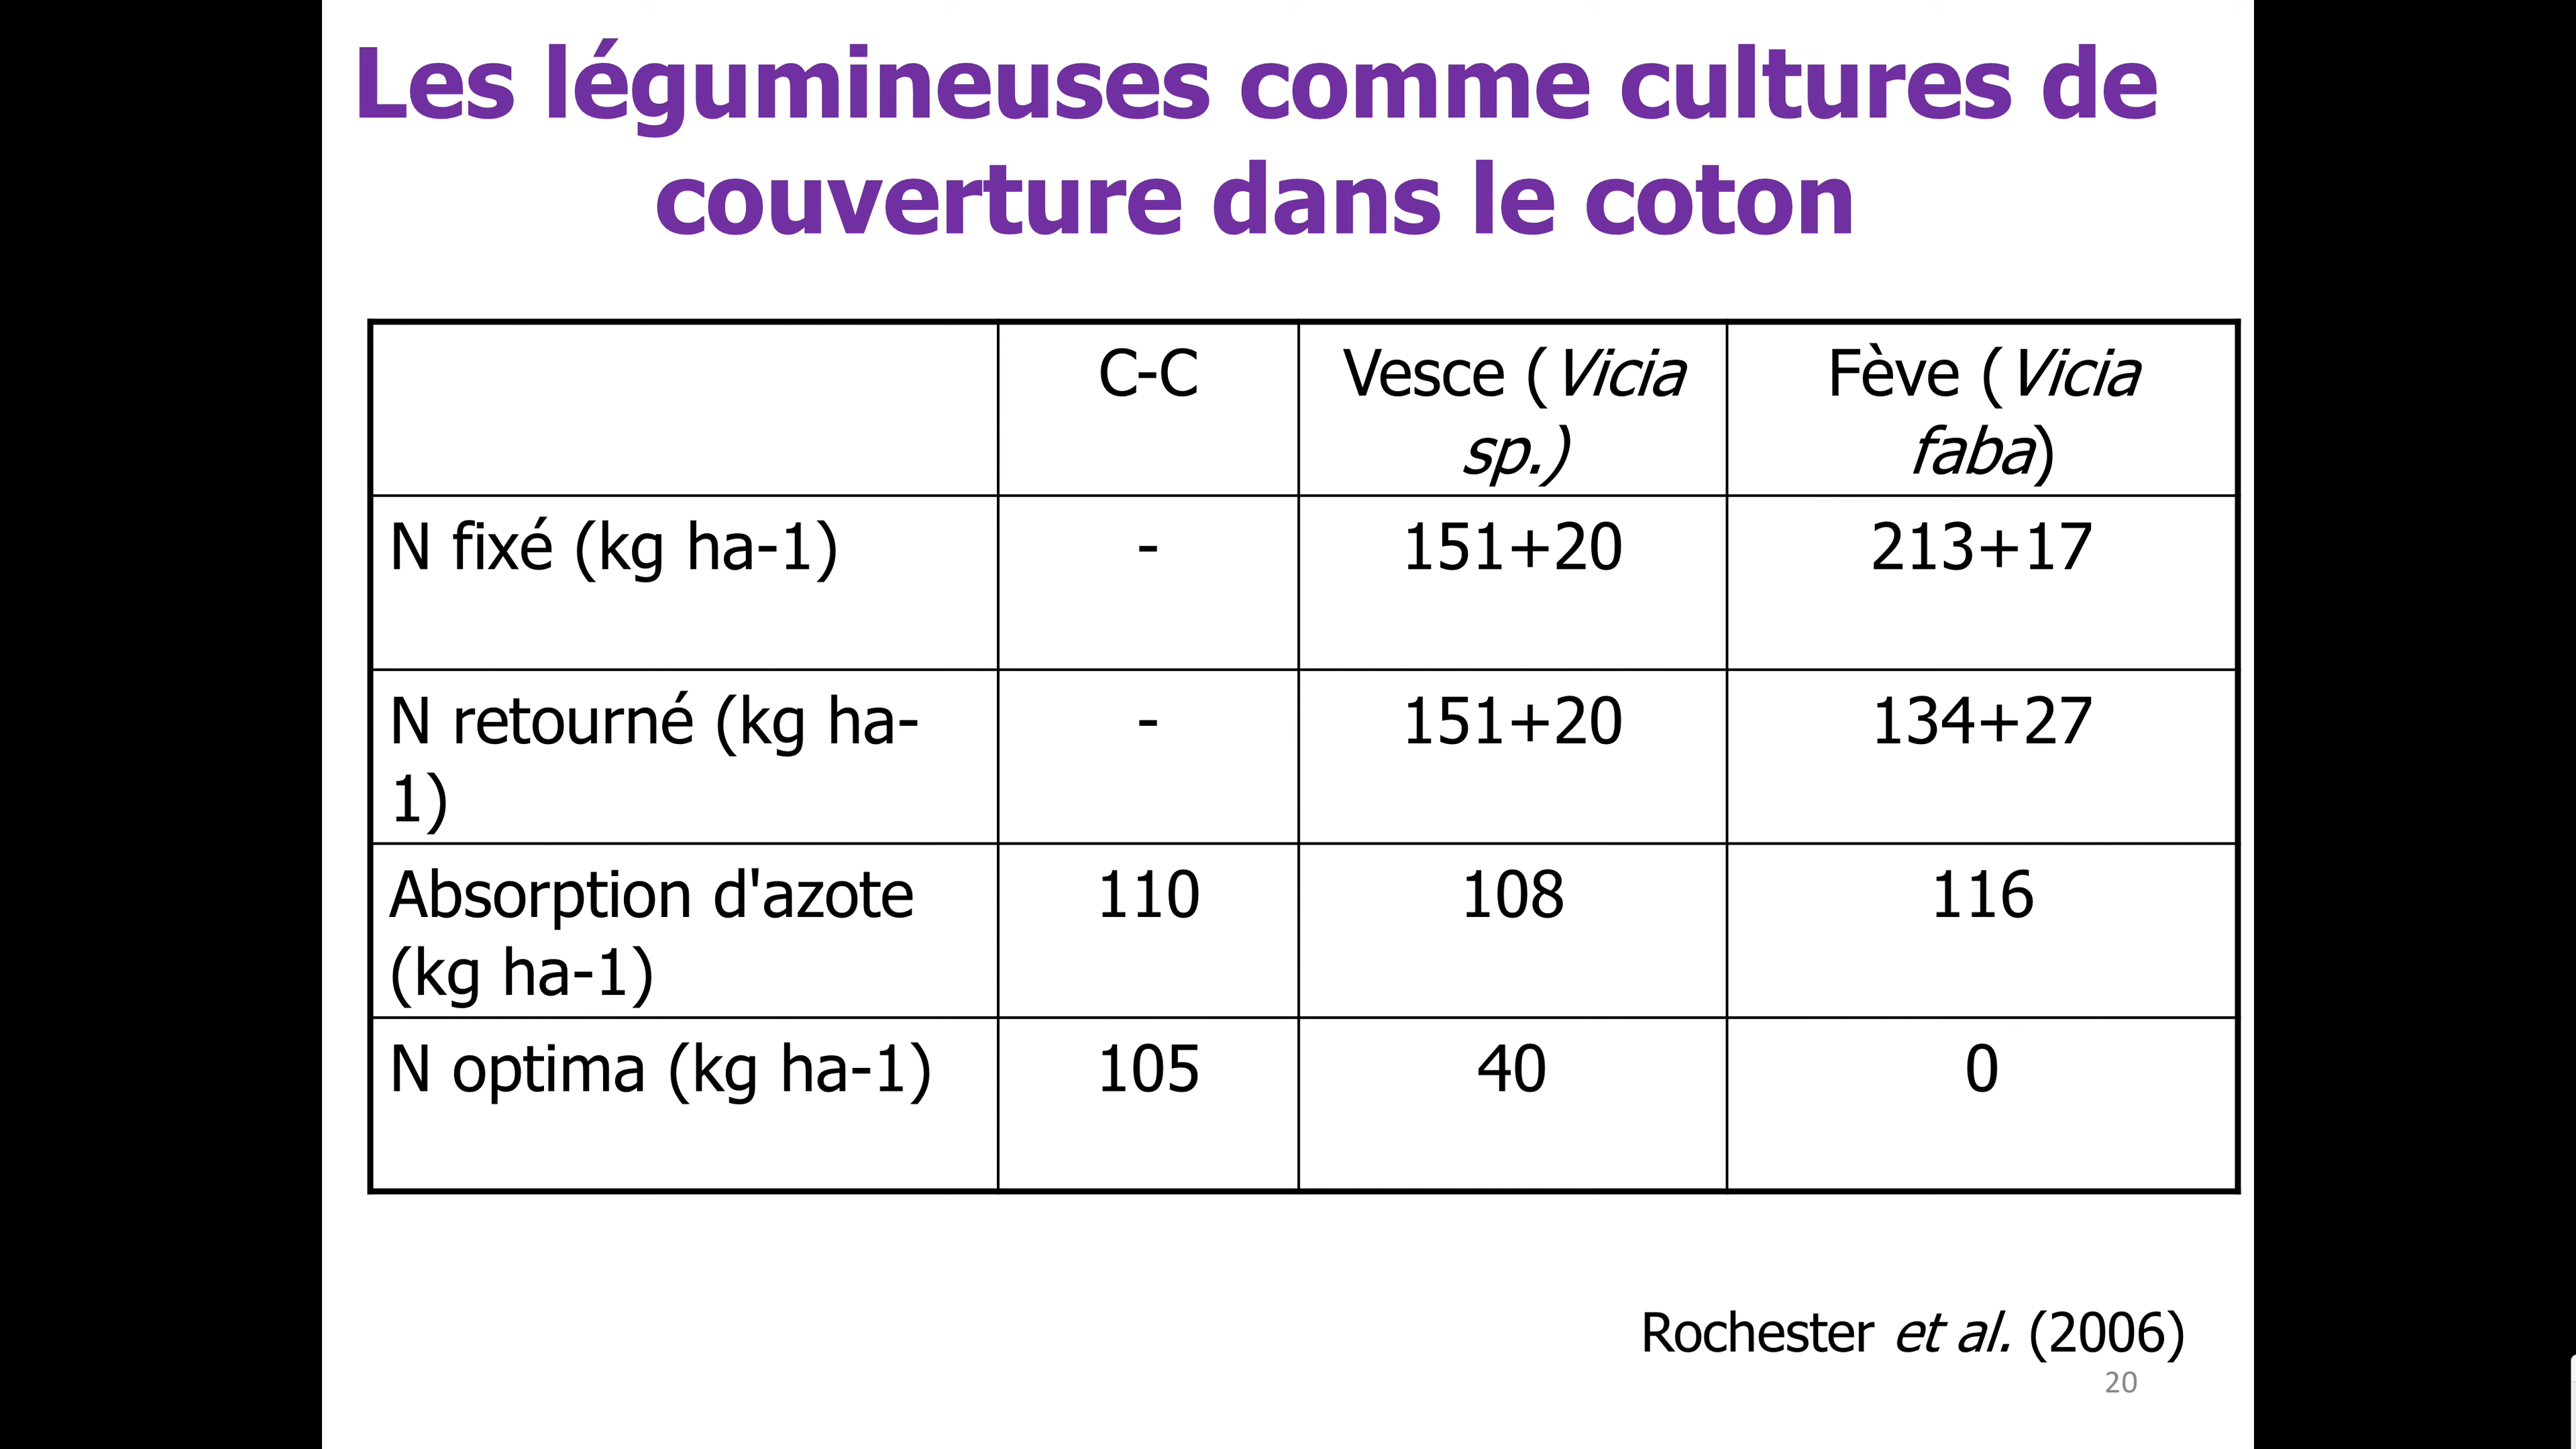 Les légumineuses comme cultures de
couverture dans le coton
C-C
Vesce (Vicia
sp.)
Fève (Vicia
faba)
N fixé (kg ha-1)
-
151+20
213+17
N retourné (kg ha-
1)
-
151+20
134+27
Absorption d'azote
(kg ha-1)
110
108
116
N optima (kg ha-1)
105
40
0
Rochester et al. (2006)
20